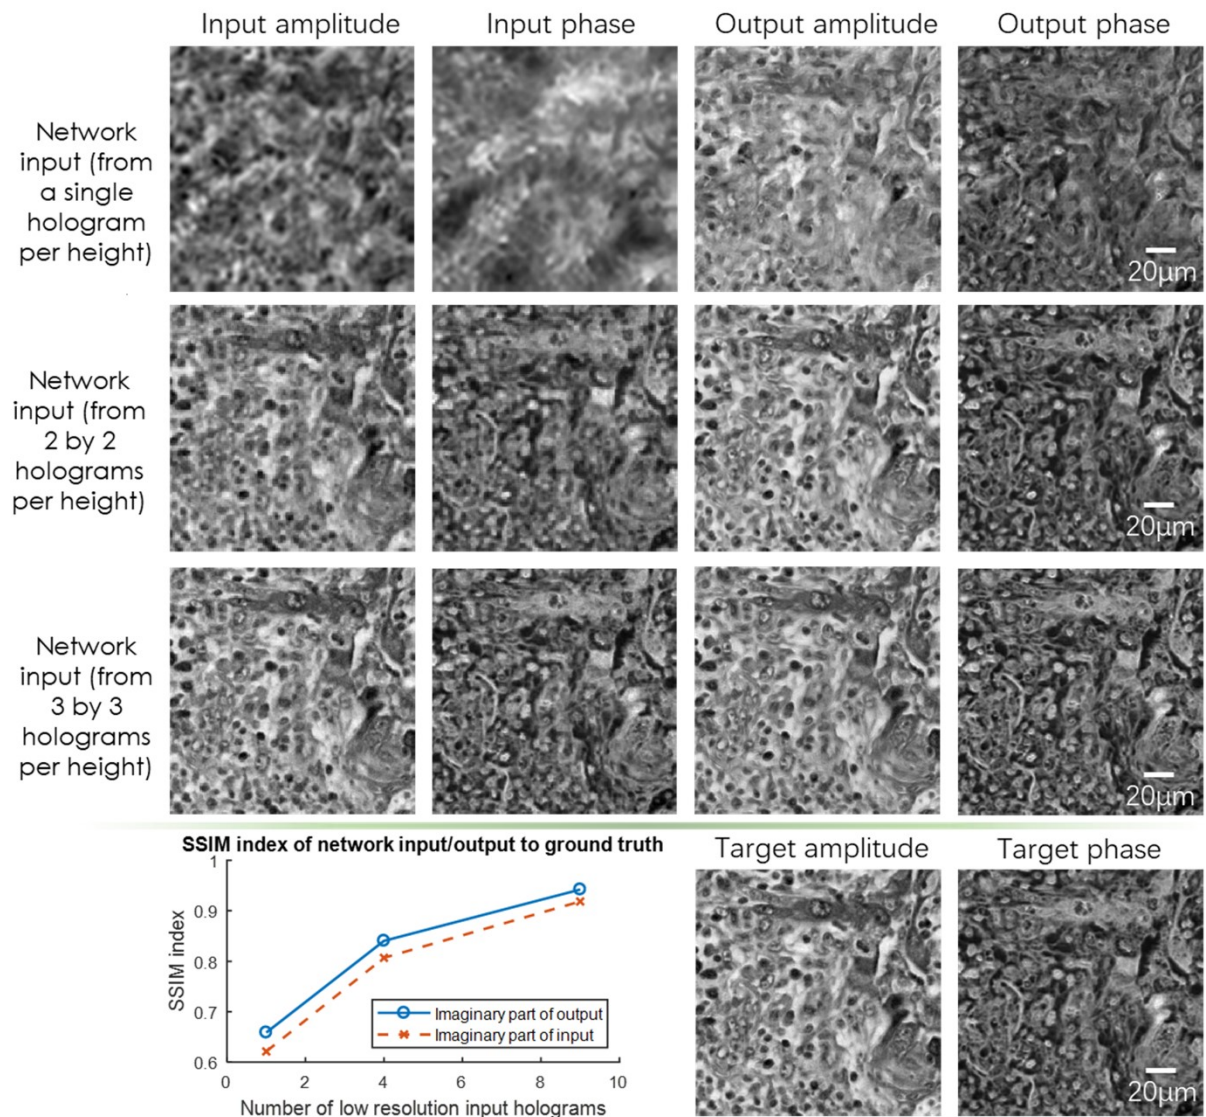 Input amplitude
Input phase
Output amplitude
Output phase
Network
input (from
a single
hologram
per height)
20μm
Network
input (from
2 by 2
holograms
per height)
20μm
Network
input (from
3 by 3
holograms
per height)
20μm
SSIM index of network input/output to ground truth
1
0.9
0.8
0.7
0.6
SSIM index
Imaginary part of output
Imaginary part of input
0
2
4
6
8
10
Number of low resolution input holograms
Target amplitude
Target phase
20μm